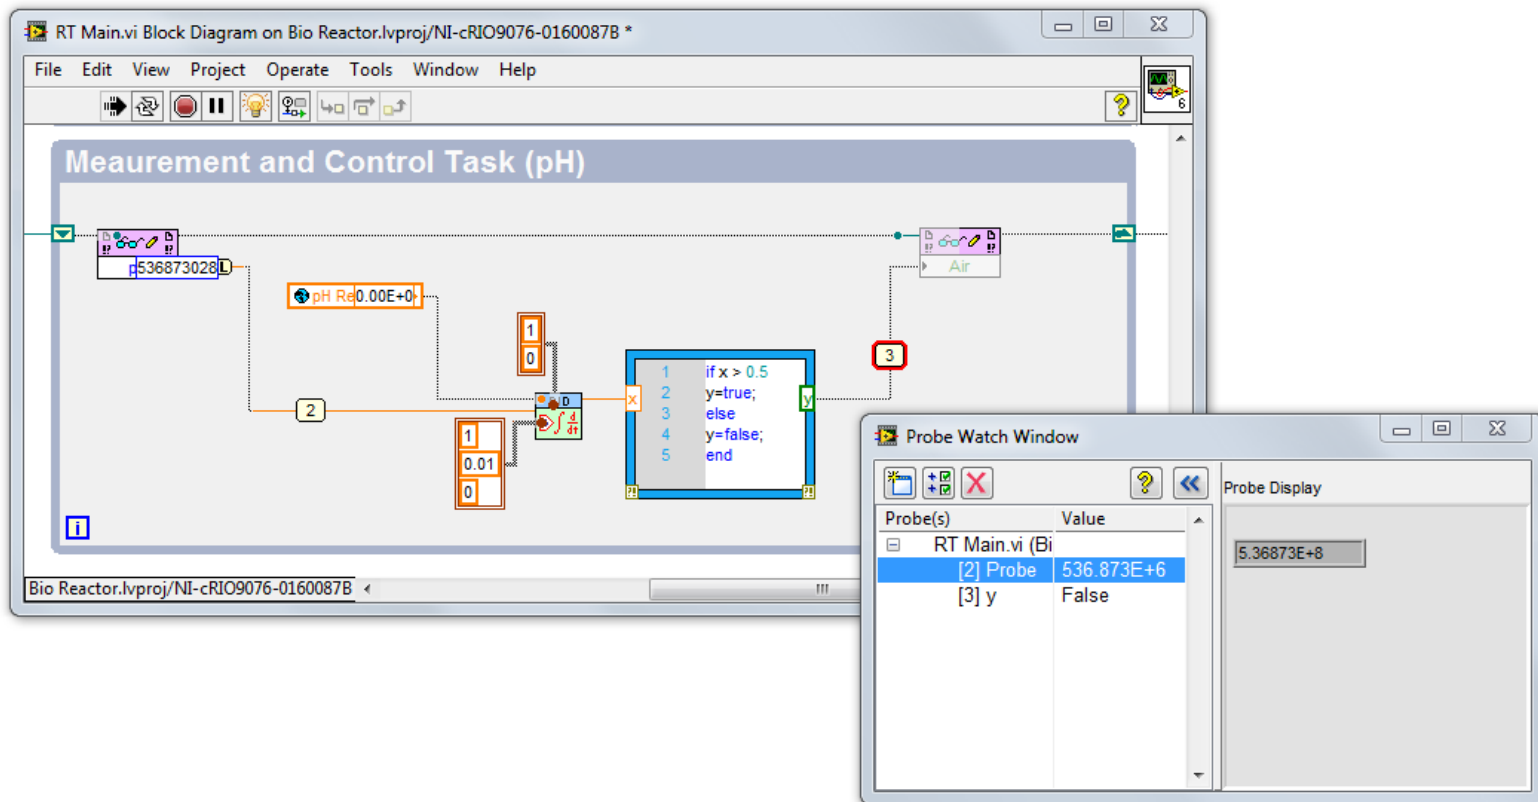 RT Main.vi Block Diagram on Bio Reactor.lvproj/NI-cRIO9076-0160087B *
File Edit View Project Operate Tools Window Help
6
Meaurement and Control Task (pH)
p536873028
Air
pH Re 0.00E+0
1
0
3
2
1
0.01
0
x
1 if x > 0.5
2 y=true;
3 else
4 y=false;
5 end
y
i
Bio Reactor.lvproj/NI-cRIO9076-0160087B
Probe Watch Window
Probe Display
Probe(s) Value
RT Main.vi (Bi
[2] Probe 536.873E+6
[3] y False
5.36873E+8